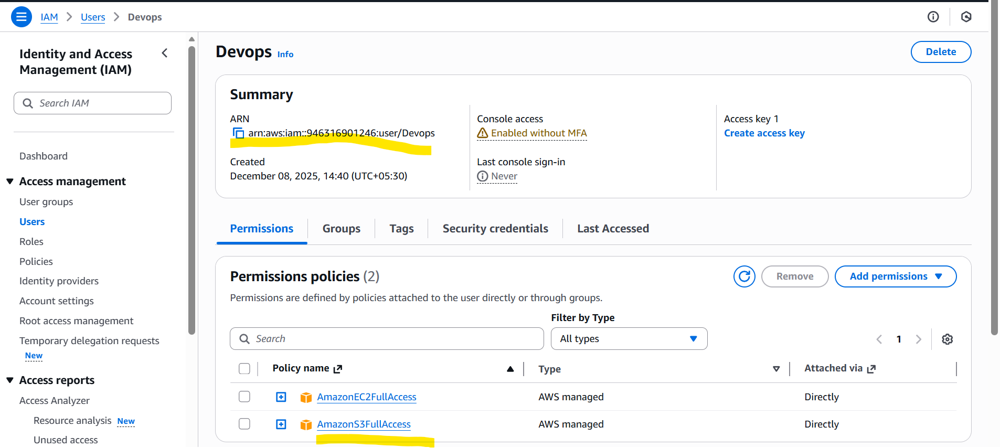 IAM > Users > Devops
Identity and Access
Management (IAM)
Search IAM
Dashboard
Access management
User groups
Users
Roles
Policies
Identity providers
Account settings
Root access management
Temporary delegation requests
New
Access reports
Access Analyzer
Resource analysis New
Unused access
Devops Info
Delete
Summary
ARN
arn:aws:iam::946316901246:user/Devops
Created
December 08, 2025, 14:40 (UTC+05:30)
Console access
Enabled without MFA
Last console sign-in
Never
Access key 1
Create access key
Permissions Groups Tags Security credentials Last Accessed
Permissions policies (2)
Remove Add permissions
Permissions are defined by policies attached to the user directly or through groups.
Filter by Type
Search All types 1
Policy name Type Attached via
AmazonEC2FullAccess AWS managed Directly
AmazonS3FullAccess AWS managed Directly